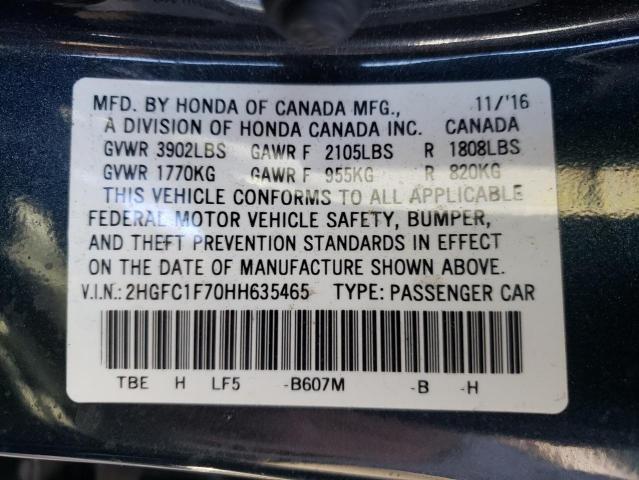 MFD. BY HONDA OF CANADA MFG., 11/'16
A DIVISION OF HONDA CANADA INC. CANADA
GVWR 3902LBS GAWR F 2105LBS R 1808LBS
GVWR 1770KG GAWR F 955KG R 820KG
THIS VEHICLE CONFORMS TO ALL APPLICABLE
FEDERAL MOTOR VEHICLE SAFETY, BUMPER,
AND THEFT PREVENTION STANDARDS IN EFFECT
ON THE DATE OF MANUFACTURE SHOWN ABOVE.
V.I.N.: 2HGFC1F70HH635465 TYPE: PASSENGER CAR
TBE H LF5 -B607M -B -H